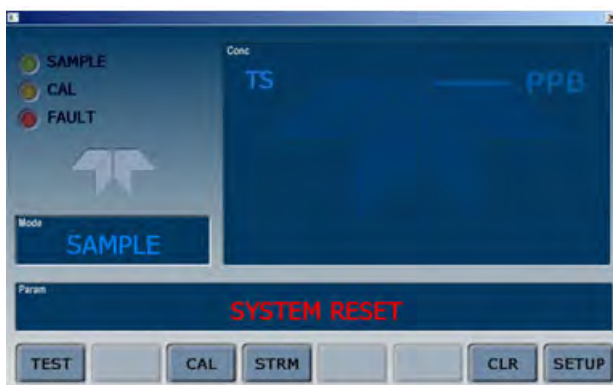 SAMPLE
CAL
FAULT
Conc
TS
PPB
Mode
SAMPLE
Param
SYSTEM RESET
TEST
CAL
STRM
CLR
SETUP